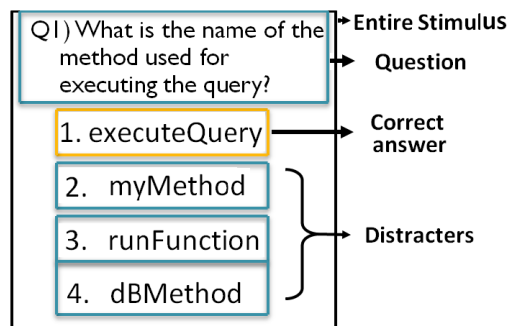 Q1) What is the name of the
method used for
executing the query?
1. executeQuery
2. myMethod
3. runFunction
4. dBMethod
Entire Stimulus
Question
Correct
answer
Distracters